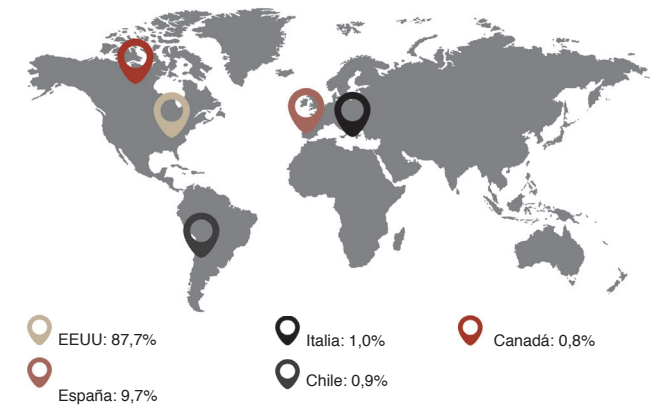 EEUU: 87,7%
Italia: 1,0%
Canadá: 0,8%
España: 9,7%
Chile: 0,9%